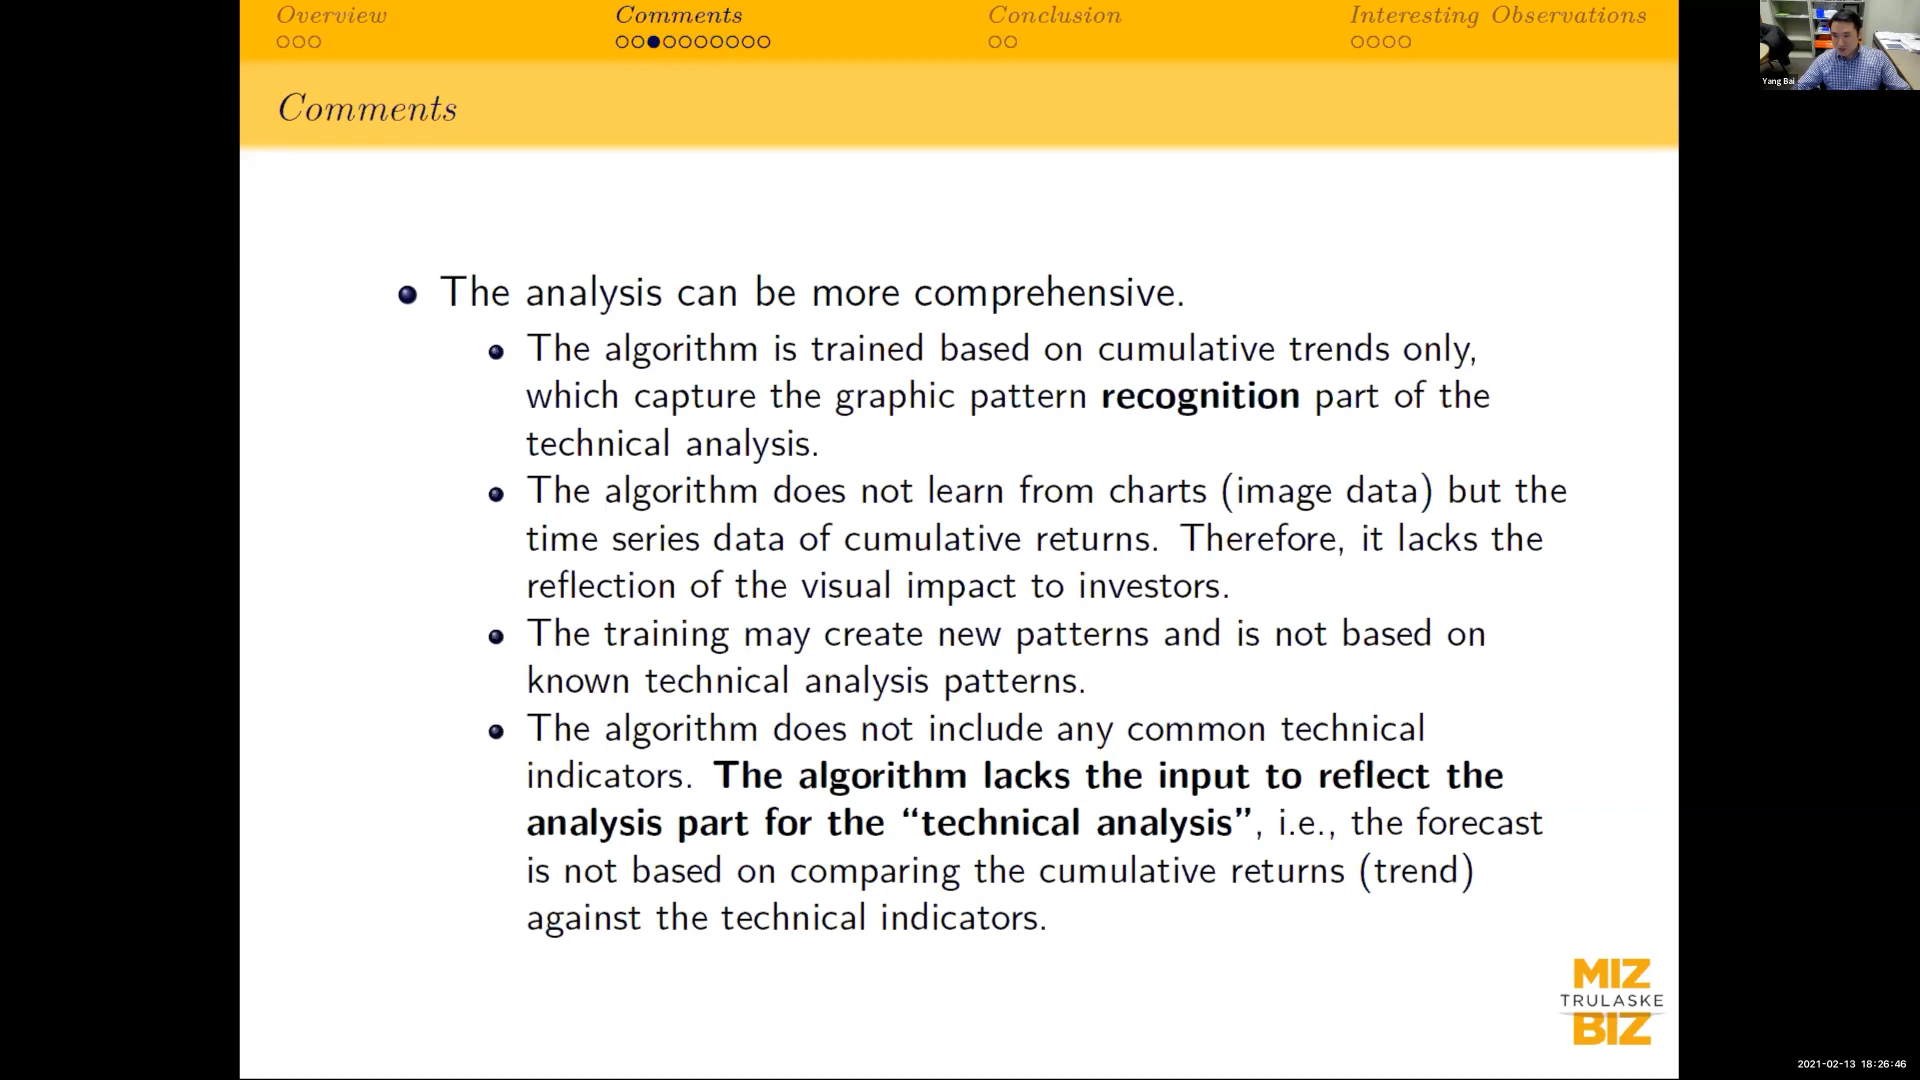 Overview
Comments
Conclusion
Interesting Observations
Yang Bai
Comments
The analysis can be more comprehensive.
The algorithm is trained based on cumulative trends only,
which capture the graphic pattern recognition part of the
technical analysis.
The algorithm does not learn from charts (image data) but the
time series data of cumulative returns. Therefore, it lacks the
reflection of the visual impact to investors.
The training may create new patterns and is not based on
known technical analysis patterns.
The algorithm does not include any common technical
indicators. The algorithm lacks the input to reflect the
analysis part for the “technical analysis”, i.e., the forecast
is not based on comparing the cumulative returns (trend)
against the technical indicators.
MIZ
TRULASKE
BIZ
2021-02-13 18:26:46